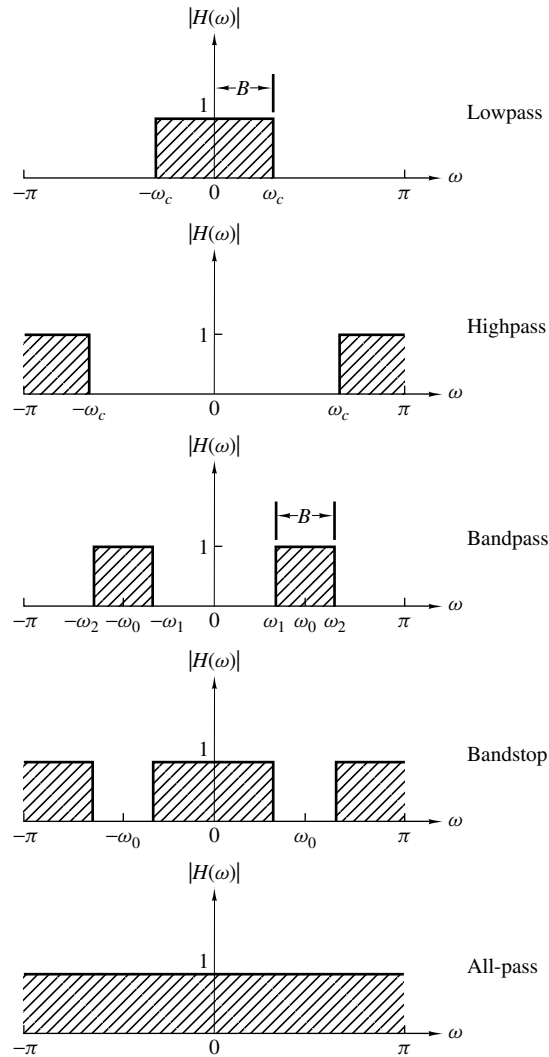 |H(ω)|
B
1
Lowpass
−π −ω_c 0 ω_c π ω
|H(ω)|
1
Highpass
−π −ω_c 0 ω_c π ω
|H(ω)|
B
1
Bandpass
−π −ω_2 −ω_0 −ω_1 0 ω_1 ω_0 ω_2 π ω
|H(ω)|
1
Bandstop
−π −ω_0 0 ω_0 π ω
|H(ω)|
1
All-pass
−π 0 π ω